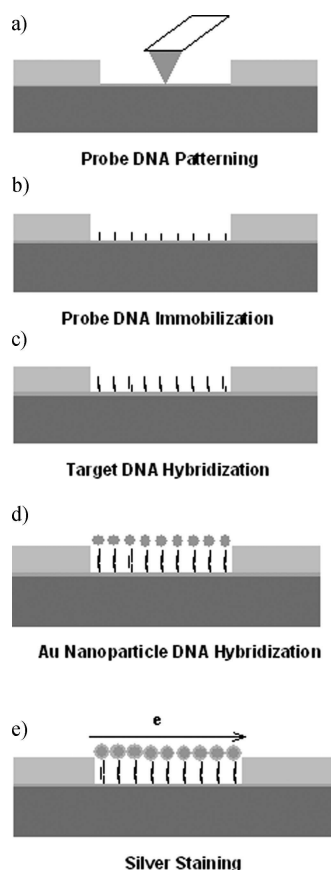 a)
Probe DNA Patterning
b)
Probe DNA Immobilization
c)
Target DNA Hybridization
d)
Au Nanoparticle DNA Hybridization
e)
e
Silver Staining